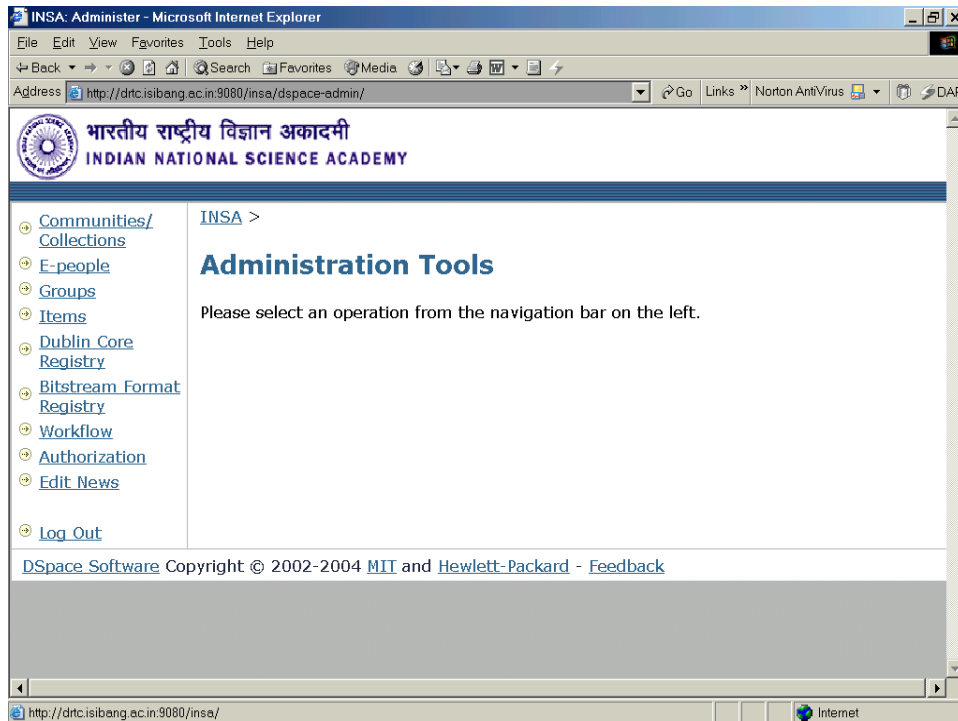 INSA: Administer - Microsoft Internet Explorer
File Edit View Favorites Tools Help
Back Search Favorites Media
Address http://drtc.isibang.ac.in:9080/insa/dspace-admin/ Go Links » Norton AntiVirus
भारतीय राष्ट्रीय विज्ञान अकादमी
INDIAN NATIONAL SCIENCE ACADEMY
INSA >
Administration Tools
Please select an operation from the navigation bar on the left.
Communities/
Collections
E-people
Groups
Items
Dublin Core
Registry
Bitstream Format
Registry
Workflow
Authorization
Edit News
Log Out
DSpace Software Copyright © 2002-2004 MIT and Hewlett-Packard - Feedback
http://drtc.isibang.ac.in:9080/insa/ Internet